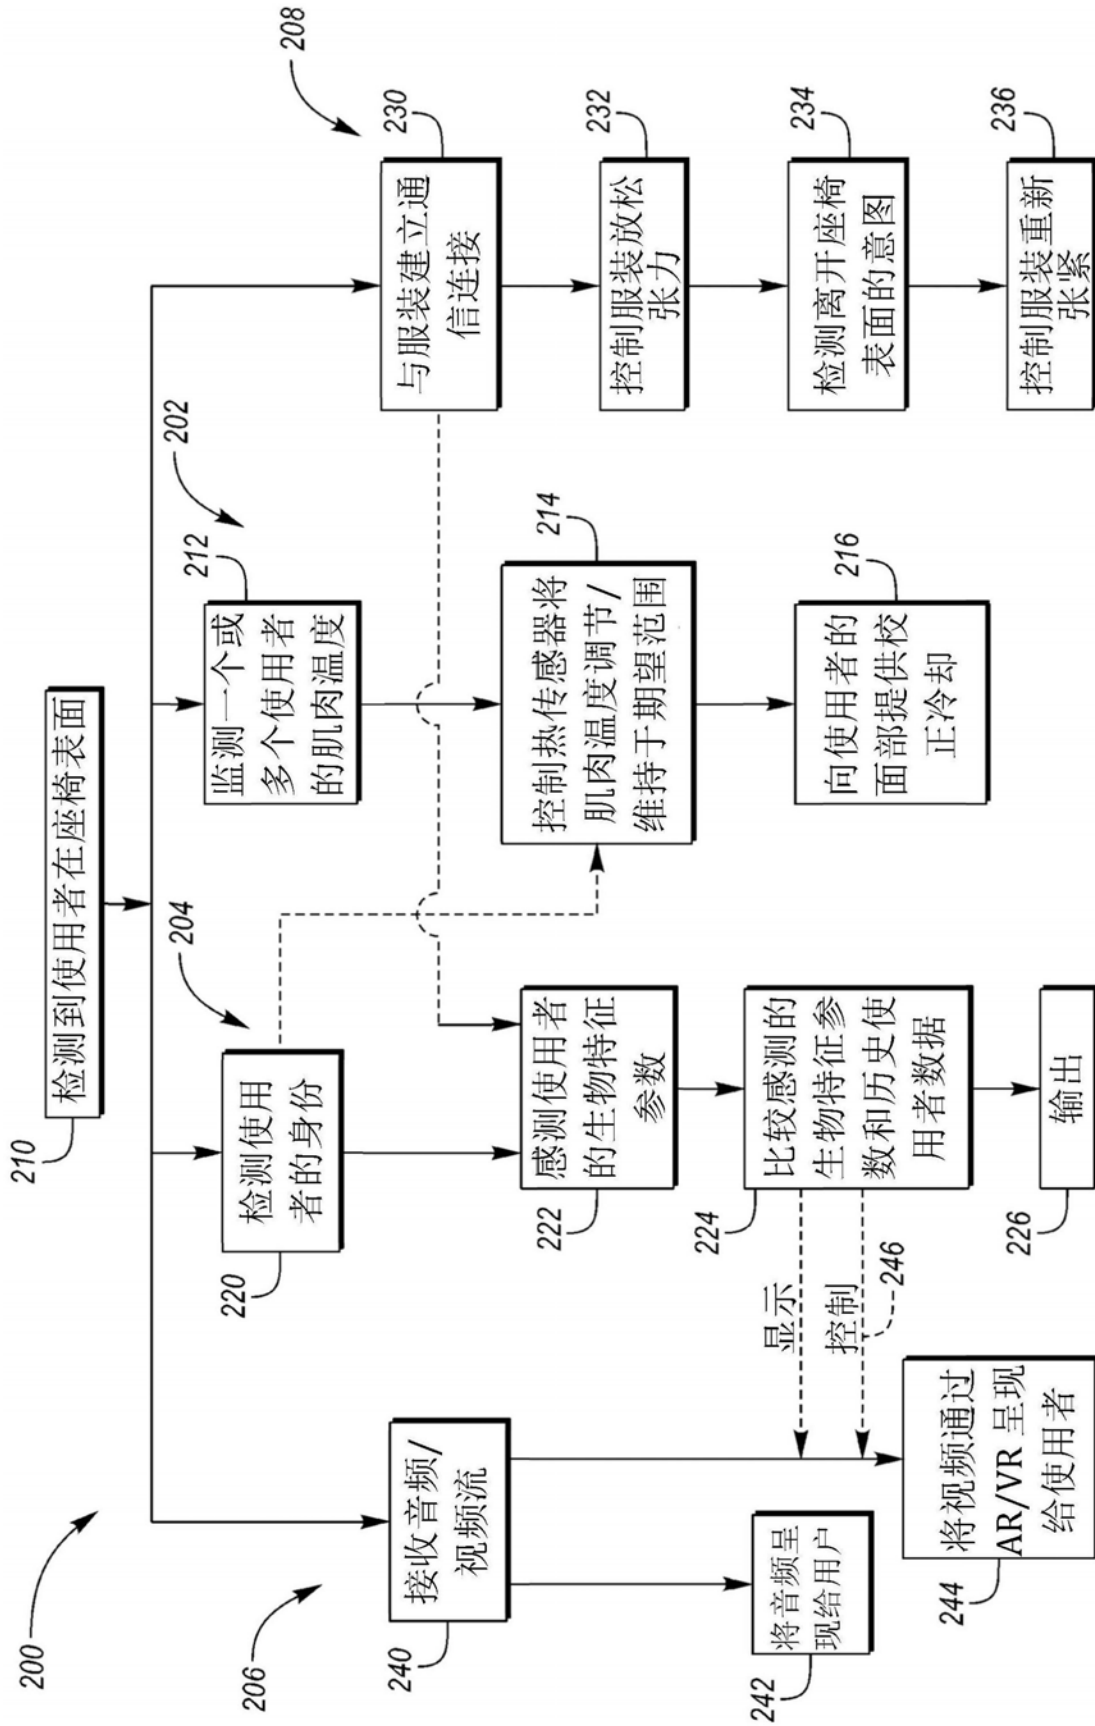 200
210
检测到使用者在座椅表面
206
240
接收音频/
视频流
242
将音频呈
现给用户
244
将视频通过
AR/VR 呈现
给使用者
204
220
检测使用
者的身份
222
感测使用者
的生物特征
参数
224
比较感测的
生物特征参
数和历史使
用者数据
显示
控制
246
226
输出
202
212
监测一个或
多个使用者
的肌肉温度
214
控制热传感器将
肌肉温度调节/
维持于期望范围
216
向使用者的
面部提供校
正冷却
208
230
与服装建立通
信连接
232
控制服装放松
张力
234
检测离开座椅
表面的意图
236
控制服装重新
张紧